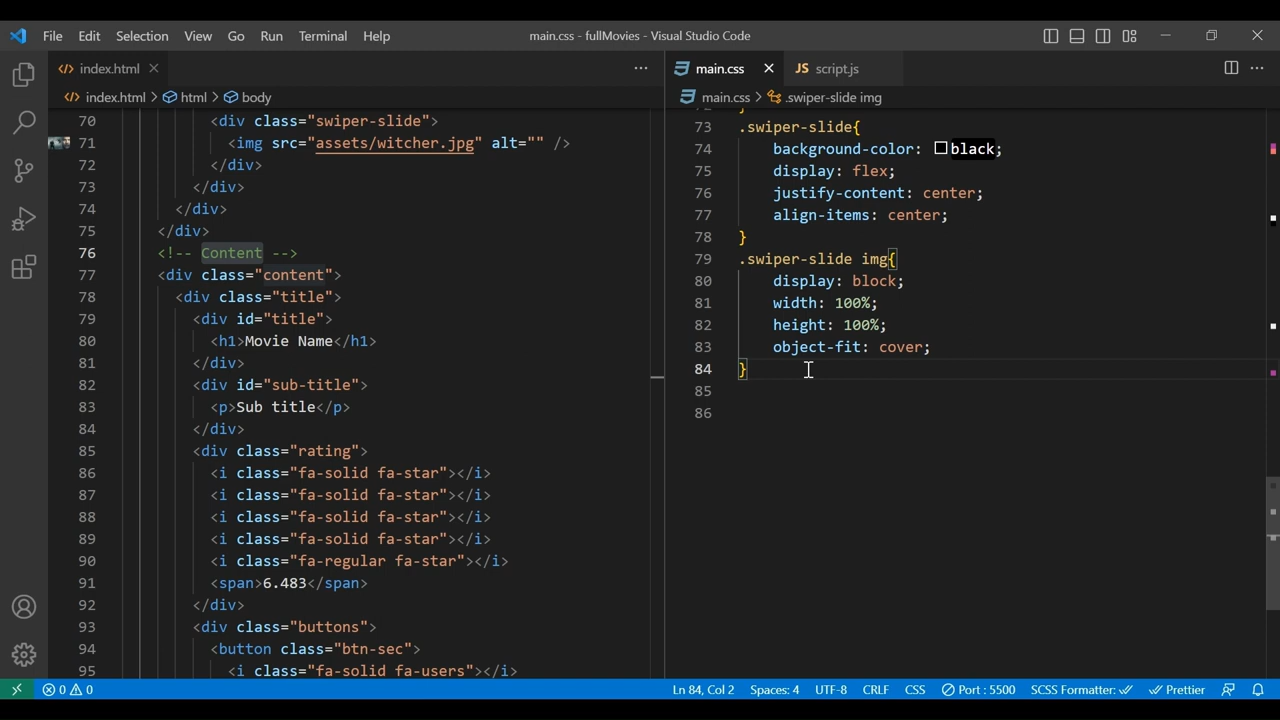 File Edit Selection View Go Run Terminal Help main.css - fullMovies - Visual Studio Code
index.html
index.html > html > body
70 <div class="swiper-slide">
71 <img src="assets/witcher.jpg" alt="" />
72 </div>
73 </div>
74 </div>
75 </div>
76 <!-- Content -->
77 <div class="content">
78 <div class="title">
79 <div id="title">
80 <h1>Movie Name</h1>
81 </div>
82 <div id="sub-title">
83 <p>Sub title</p>
84 </div>
85 <div class="rating">
86 <i class="fa-solid fa-star"></i>
87 <i class="fa-solid fa-star"></i>
88 <i class="fa-solid fa-star"></i>
89 <i class="fa-solid fa-star"></i>
90 <i class="fa-regular fa-star"></i>
91 <span>6.483</span>
92 </div>
93 <div class="buttons">
94 <button class="btn-sec">
95 <i class="fa-solid fa-users"></i>
main.css JS script.js
main.css > .swiper-slide img
73 .swiper-slide{
74 background-color: black;
75 display: flex;
76 justify-content: center;
77 align-items: center;
78 }
79 .swiper-slide img{
80 display: block;
81 width: 100%;
82 height: 100%;
83 object-fit: cover;
84 }
85
86
0 0 Ln 84, Col 2 Spaces: 4 UTF-8 CRLF CSS Port : 5500 SCSS Formatter: Prettier